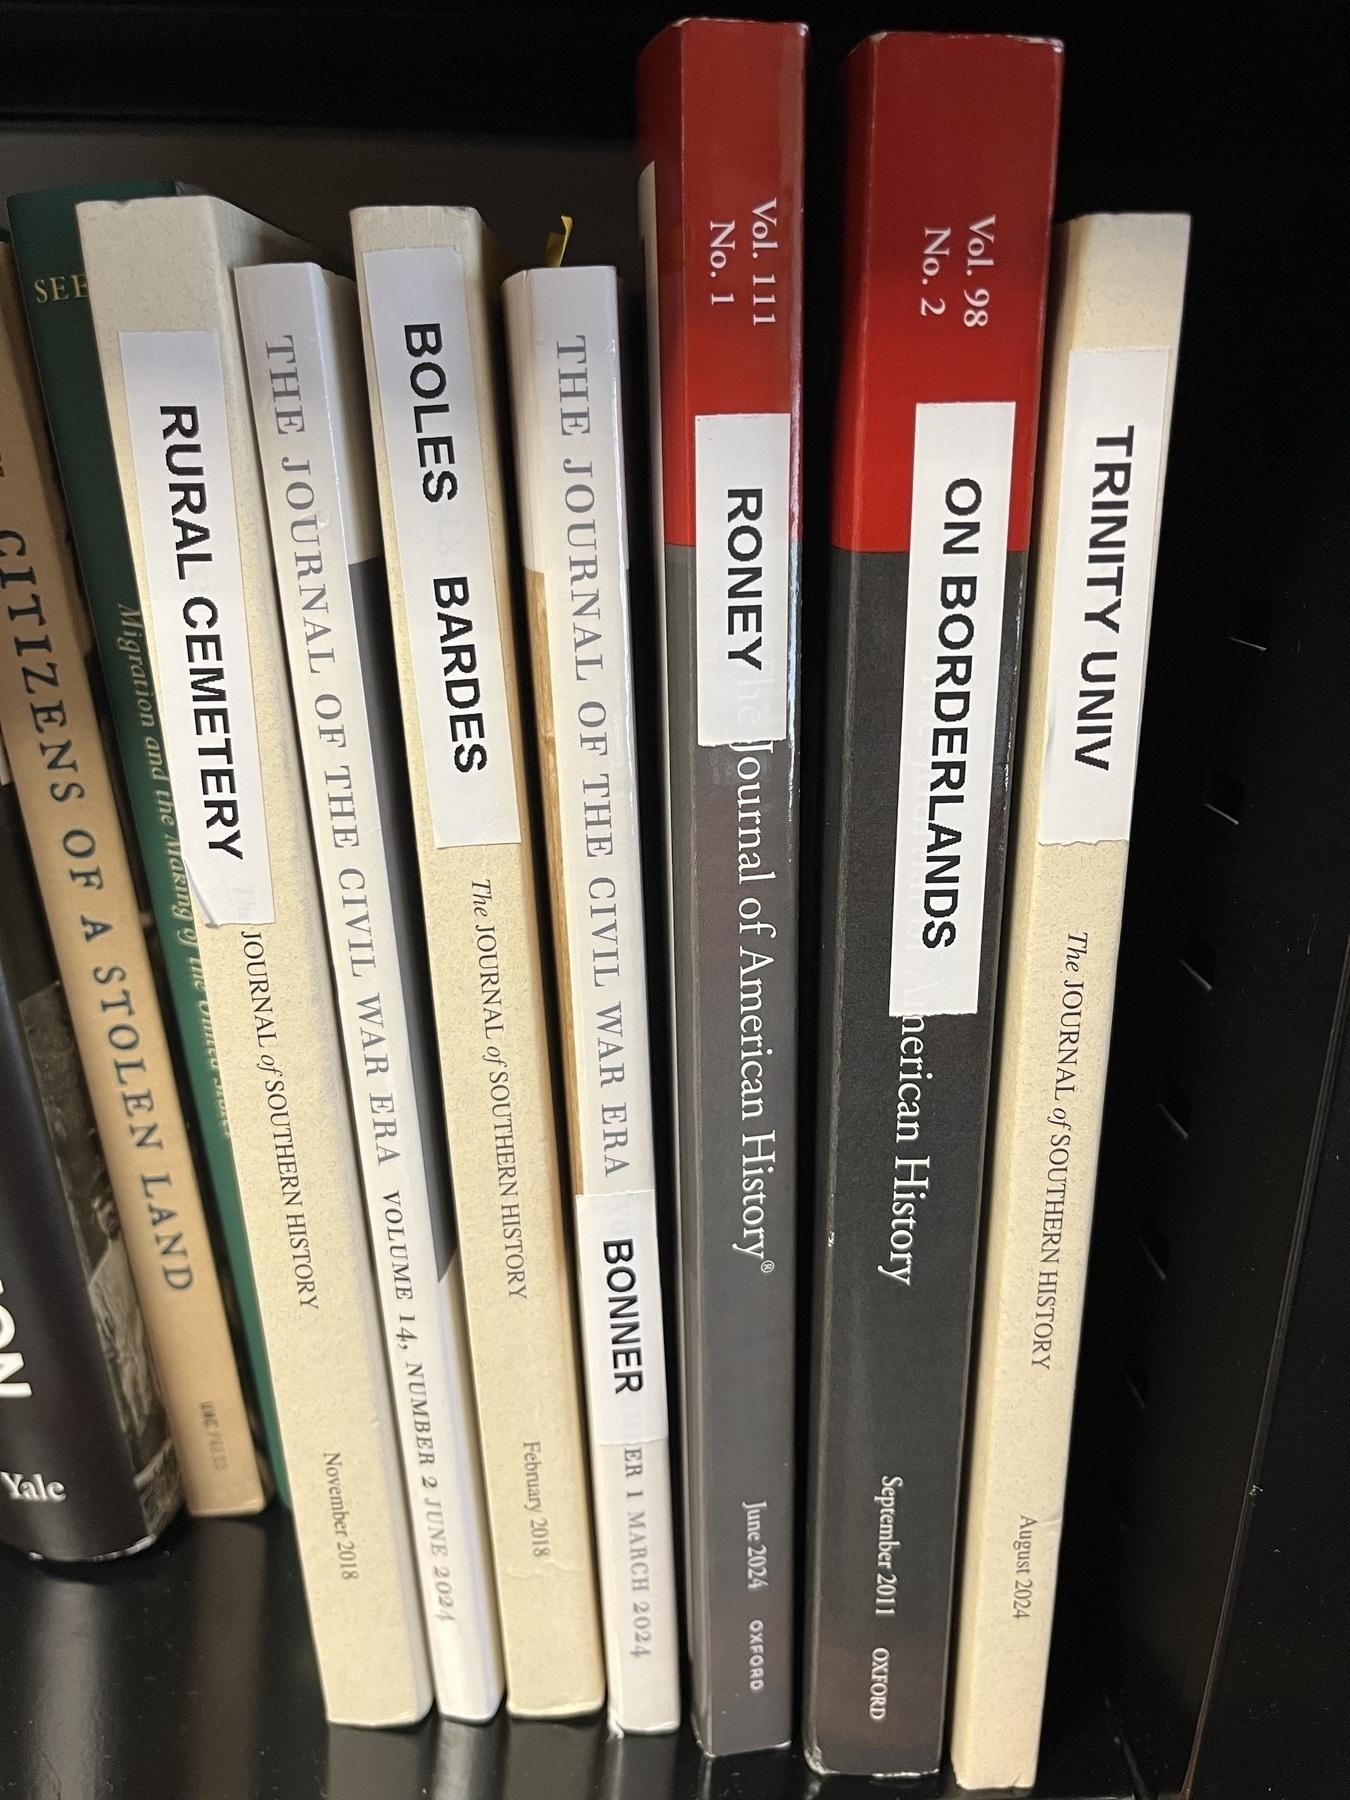 ON
Yale
CITIZENS OF A STOLEN LAND
UNC PRESS
SEE
Migration and the Making of the United States
RURAL CEMETERY
The JOURNAL of SOUTHERN HISTORY
November 2018
THE JOURNAL OF THE CIVIL WAR ERA VOLUME 14, NUMBER 2 JUNE 2024
BOLES BARDES
The JOURNAL of SOUTHERN HISTORY
February 2018
THE JOURNAL OF THE CIVIL WAR ERA
BONNER
ER 1 MARCH 2024
Vol. 111
No. 1
RONEY
The Journal of American History®
June 2024
OXFORD
Vol. 98
No. 2
ON BORDERLANDS
American History
September 2011
OXFORD
TRINITY UNIV
The JOURNAL of SOUTHERN HISTORY
August 2024